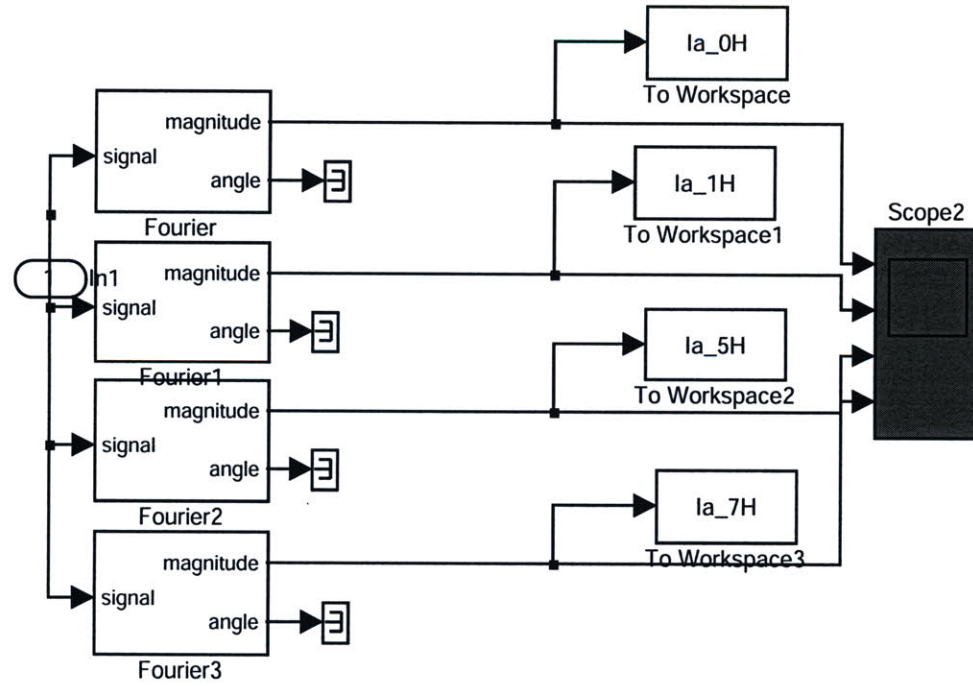 Ia_0H
To Workspace
magnitude
signal
angle
Fourier
Ia_1H
To Workspace1
Scope2
1
In1
magnitude
signal
angle
Fourier1
Ia_5H
To Workspace2
magnitude
signal
angle
Fourier2
Ia_7H
To Workspace3
magnitude
signal
angle
Fourier3